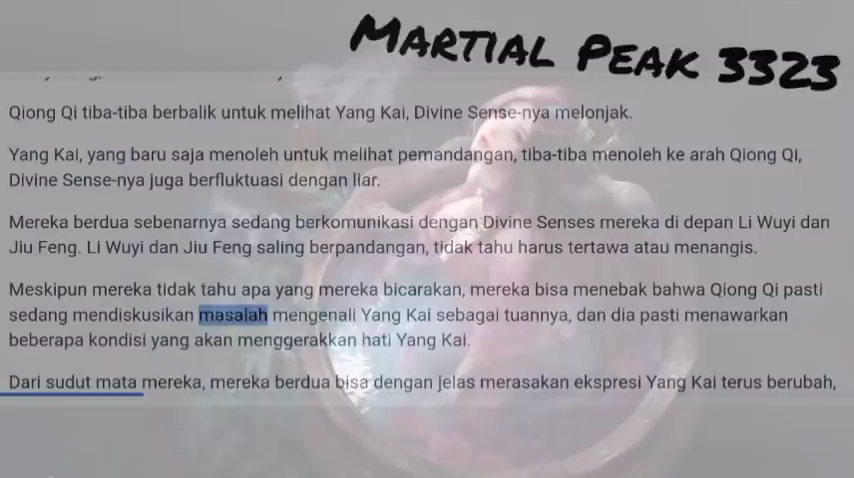 MARTIAL PEAK 3323
Qiong Qi tiba-tiba berbalik untuk melihat Yang Kai, Divine Sense-nya melonjak.
Yang Kai, yang baru saja menoleh untuk melihat pemandangan, tiba-tiba menoleh ke arah Qiong Qi,
Divine Sense-nya juga berfluktuasi dengan liar.
Mereka berdua sebenarnya sedang berkomunikasi dengan Divine Senses mereka di depan Li Wuyi dan
Jiu Feng. Li Wuyi dan Jiu Feng saling berpandangan, tidak tahu harus tertawa atau menangis.
Meskipun mereka tidak tahu apa yang mereka bicarakan, mereka bisa menebak bahwa Qiong Qi pasti
sedang mendiskusikan masalah mengenali Yang Kai sebagai tuannya, dan dia pasti menawarkan
beberapa kondisi yang akan menggerakkan hati Yang Kai.
Dari sudut mata mereka, mereka berdua bisa dengan jelas merasakan ekspresi Yang Kai terus berubah,